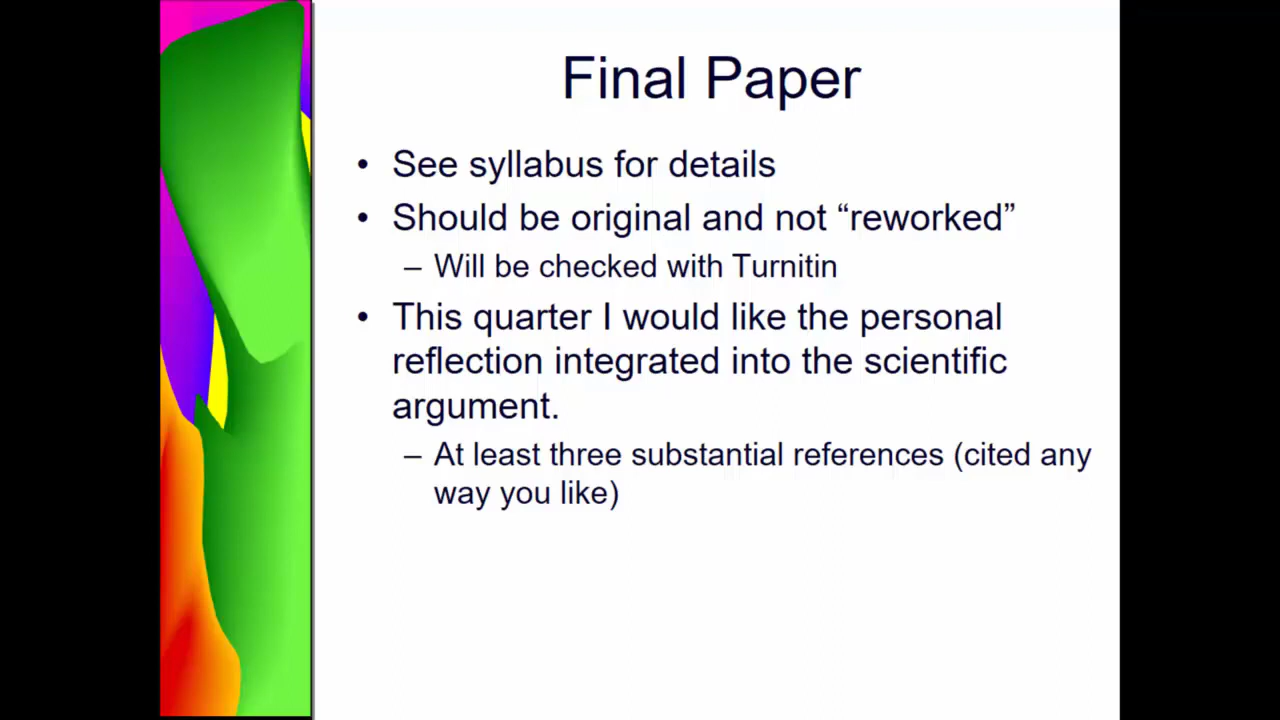 Final Paper
• See syllabus for details
• Should be original and not “reworked”
– Will be checked with Turnitin
• This quarter I would like the personal
reflection integrated into the scientific
argument.
– At least three substantial references (cited any
way you like)